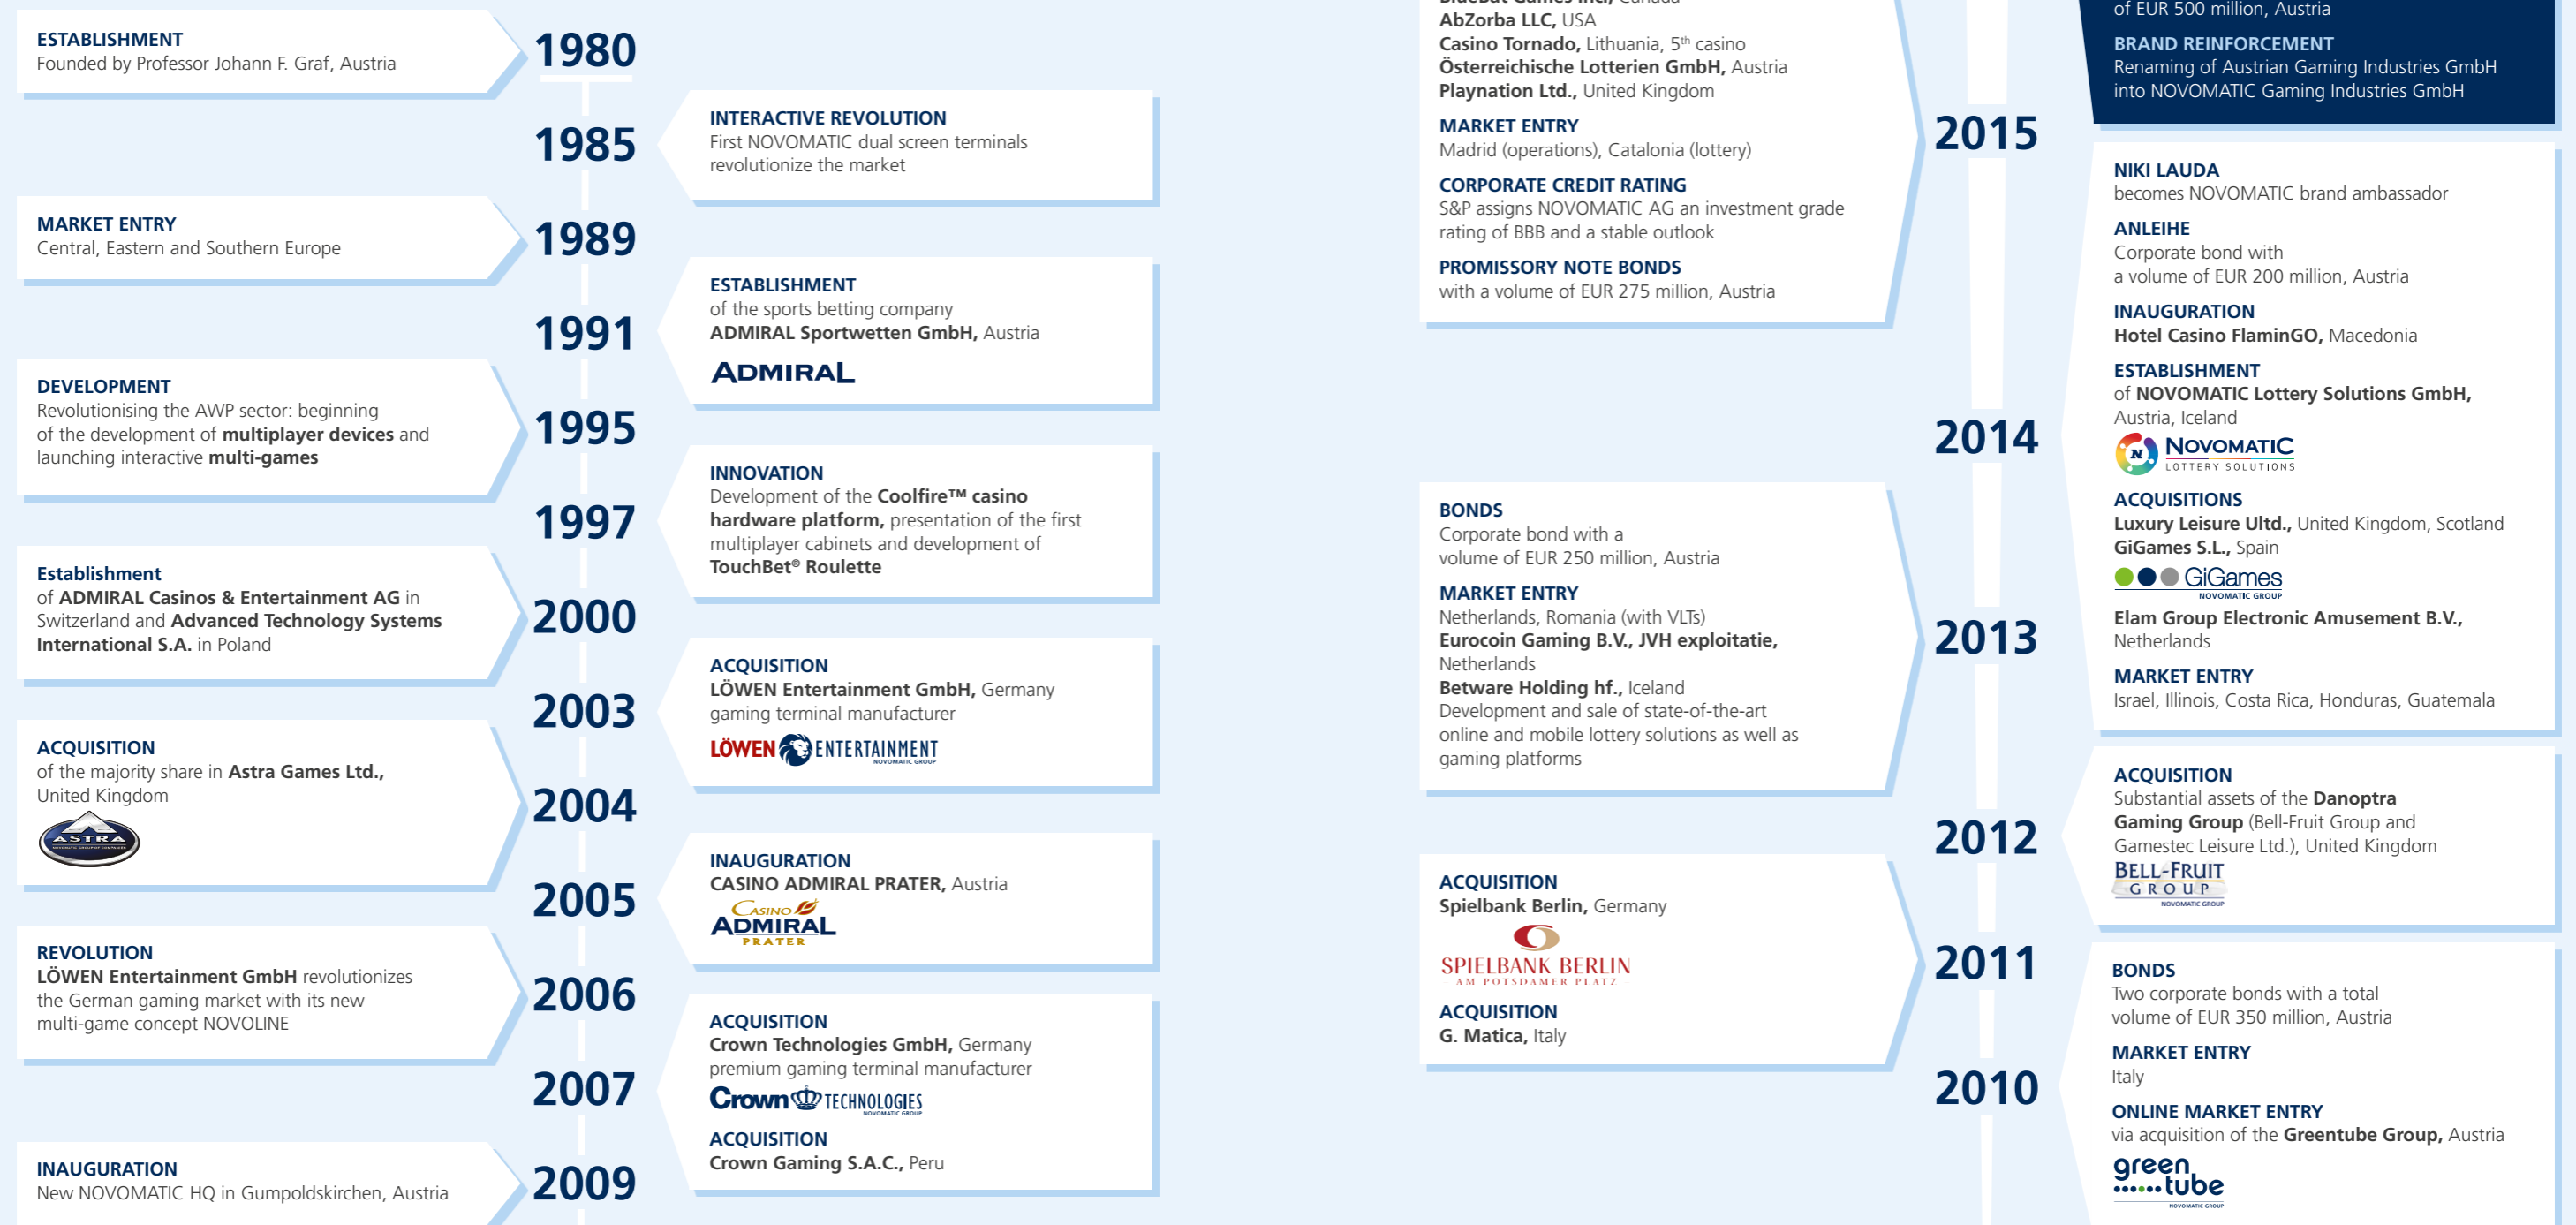 ESTABLISHMENT
Founded by Professor Johann F. Graf, Austria
1980
1985
INTERACTIVE REVOLUTION
First NOVOMATIC dual screen terminals
revolutionize the market
MARKET ENTRY
Central, Eastern and Southern Europe
1989
1991
ESTABLISHMENT
of the sports betting company
ADMIRAL Sportwetten GmbH, Austria
ADMIRAL
DEVELOPMENT
Revolutionising the AWP sector: beginning
of the development of multiplayer devices and
launching interactive multi-games
1995
1997
INNOVATION
Development of the Coolfire™ casino
hardware platform, presentation of the first
multiplayer cabinets and development of
TouchBet® Roulette
Establishment
of ADMIRAL Casinos & Entertainment AG in
Switzerland and Advanced Technology Systems
International S.A. in Poland
2000
2003
ACQUISITION
LÖWEN Entertainment GmbH, Germany
gaming terminal manufacturer
LÖWEN ENTERTAINMENT
NOVOMATIC GROUP
ACQUISITION
of the majority share in Astra Games Ltd.,
United Kingdom
ASTRA
NOVOMATIC GROUP OF COMPANIES
2004
2005
INAUGURATION
CASINO ADMIRAL PRATER, Austria
CASINO
ADMIRAL
PRATER
REVOLUTION
LÖWEN Entertainment GmbH revolutionizes
the German gaming market with its new
multi-game concept NOVOLINE
2006
2007
ACQUISITION
Crown Technologies GmbH, Germany
premium gaming terminal manufacturer
Crown TECHNOLOGIES
NOVOMATIC GROUP
ACQUISITION
Crown Gaming S.A.C., Peru
INAUGURATION
New NOVOMATIC HQ in Gumpoldskirchen, Austria
2009
BlueBat Games Inc., Canada
AbZorba LLC, USA
Casino Tornado, Lithuania, 5th casino
Österreichische Lotterien GmbH, Austria
Playnation Ltd., United Kingdom
MARKET ENTRY
Madrid (operations), Catalonia (lottery)
CORPORATE CREDIT RATING
S&P assigns NOVOMATIC AG an investment grade
rating of BBB and a stable outlook
PROMISSORY NOTE BONDS
with a volume of EUR 275 million, Austria
2015
of EUR 500 million, Austria
BRAND REINFORCEMENT
Renaming of Austrian Gaming Industries GmbH
into NOVOMATIC Gaming Industries GmbH
2014
NIKI LAUDA
becomes NOVOMATIC brand ambassador
ANLEIHE
Corporate bond with
a volume of EUR 200 million, Austria
INAUGURATION
Hotel Casino FlaminGO, Macedonia
ESTABLISHMENT
of NOVOMATIC Lottery Solutions GmbH,
Austria, Iceland
N NOVOMATIC
LOTTERY SOLUTIONS
ACQUISITIONS
Luxury Leisure Ultd., United Kingdom, Scotland
GiGames S.L., Spain
GiGames
NOVOMATIC GROUP
Elam Group Electronic Amusement B.V.,
Netherlands
MARKET ENTRY
Israel, Illinois, Costa Rica, Honduras, Guatemala
BONDS
Corporate bond with a
volume of EUR 250 million, Austria
MARKET ENTRY
Netherlands, Romania (with VLTs)
Eurocoin Gaming B.V., JVH exploitatie,
Netherlands
Betware Holding hf., Iceland
Development and sale of state-of-the-art
online and mobile lottery solutions as well as
gaming platforms
2013
2012
ACQUISITION
Substantial assets of the Danoptra
Gaming Group (Bell-Fruit Group and
Gamestec Leisure Ltd.), United Kingdom
BELL-FRUIT
GROUP
NOVOMATIC GROUP
ACQUISITION
Spielbank Berlin, Germany
SPIELBANK BERLIN
AM POTSDAMER PLATZ
ACQUISITION
G. Matica, Italy
2011
2010
BONDS
Two corporate bonds with a total
volume of EUR 350 million, Austria
MARKET ENTRY
Italy
ONLINE MARKET ENTRY
via acquisition of the Greentube Group, Austria
green
tube
NOVOMATIC GROUP